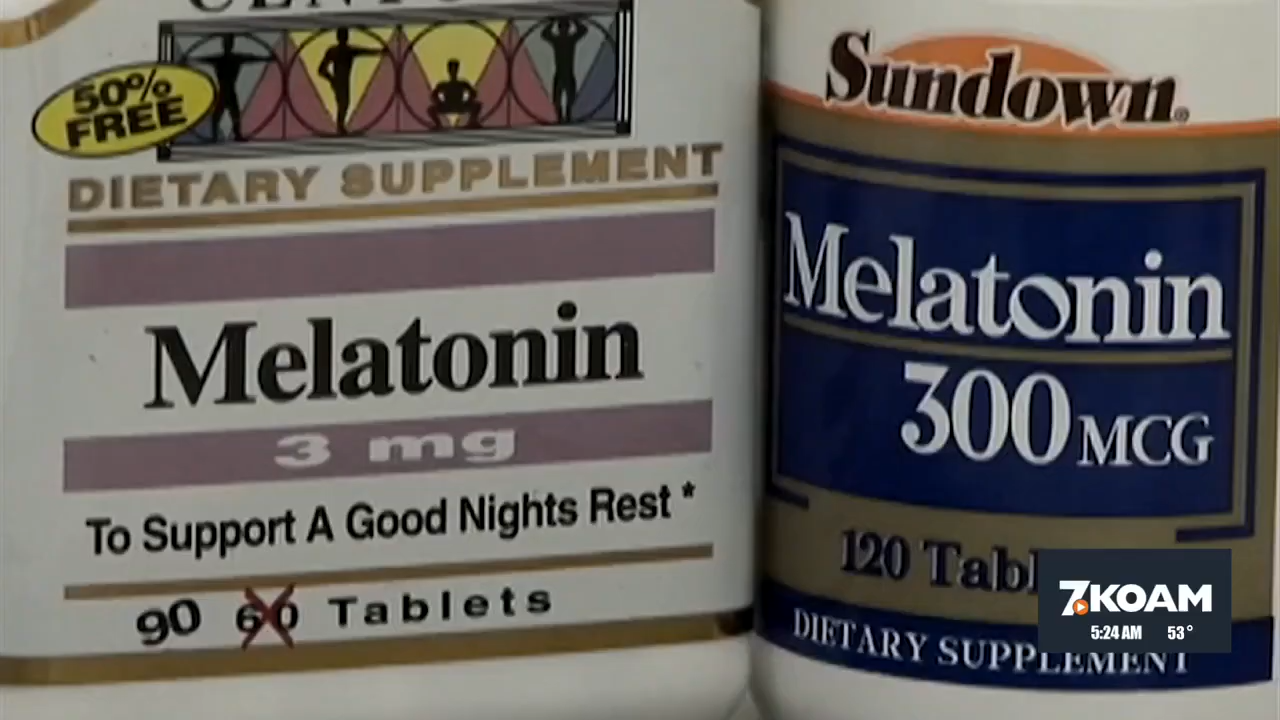 50%
FREE
DIETARY SUPPLEMENT
Melatonin
3 mg
To Support A Good Nights Rest *
90 60 Tablets
Sundown®
Melatonin
300 MCG
120
DIETARY SUPPLEMENT
7KOAM
5:24 AM 53°